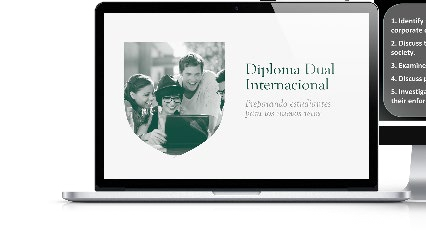 Diploma Dual
Internacional
Preparando estudiantes
para los nuevos retos
1. Identify
corporate
2. Discuss
society.
3. Examine
4. Discuss
5. Investiga
their enfor